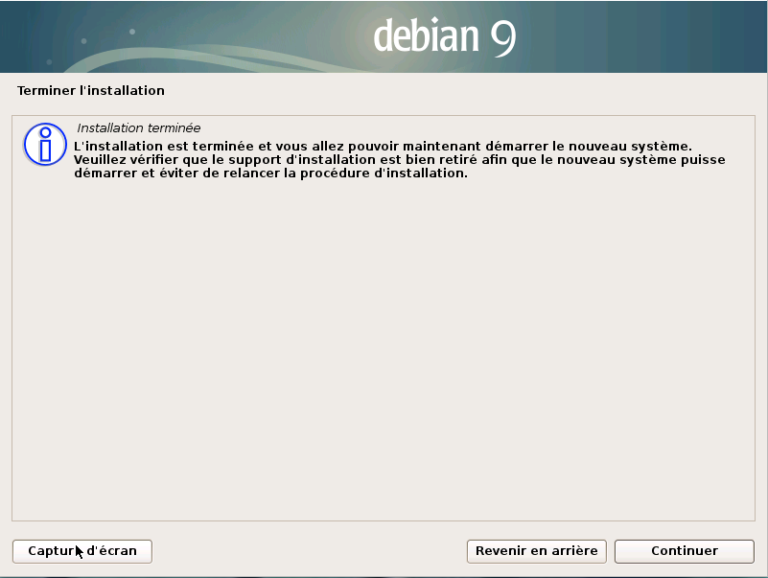 debian 9
Terminer l'installation
Installation terminée
L'installation est terminée et vous allez pouvoir maintenant démarrer le nouveau système.
Veuillez vérifier que le support d'installation est bien retiré afin que le nouveau système puisse
démarrer et éviter de relancer la procédure d'installation.
Capture d'écran
Revenir en arrière
Continuer